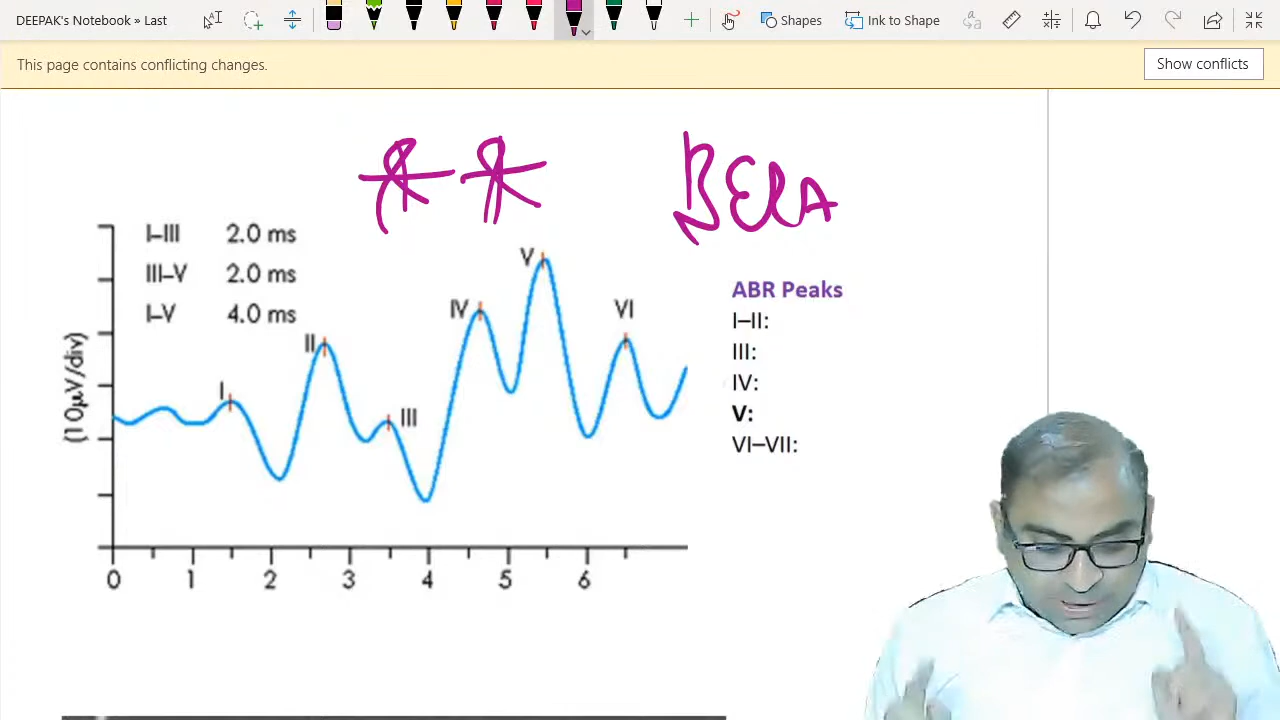 DEEPAK's Notebook » Last
Shapes
Ink to Shape
This page contains conflicting changes.
Show conflicts
BERA
I–III 2.0 ms
III–V 2.0 ms
I–V 4.0 ms
(10µV/div)
I
II
III
IV
V
VI
0 1 2 3 4 5 6
ABR Peaks
I–II:
III:
IV:
V:
VI–VII: